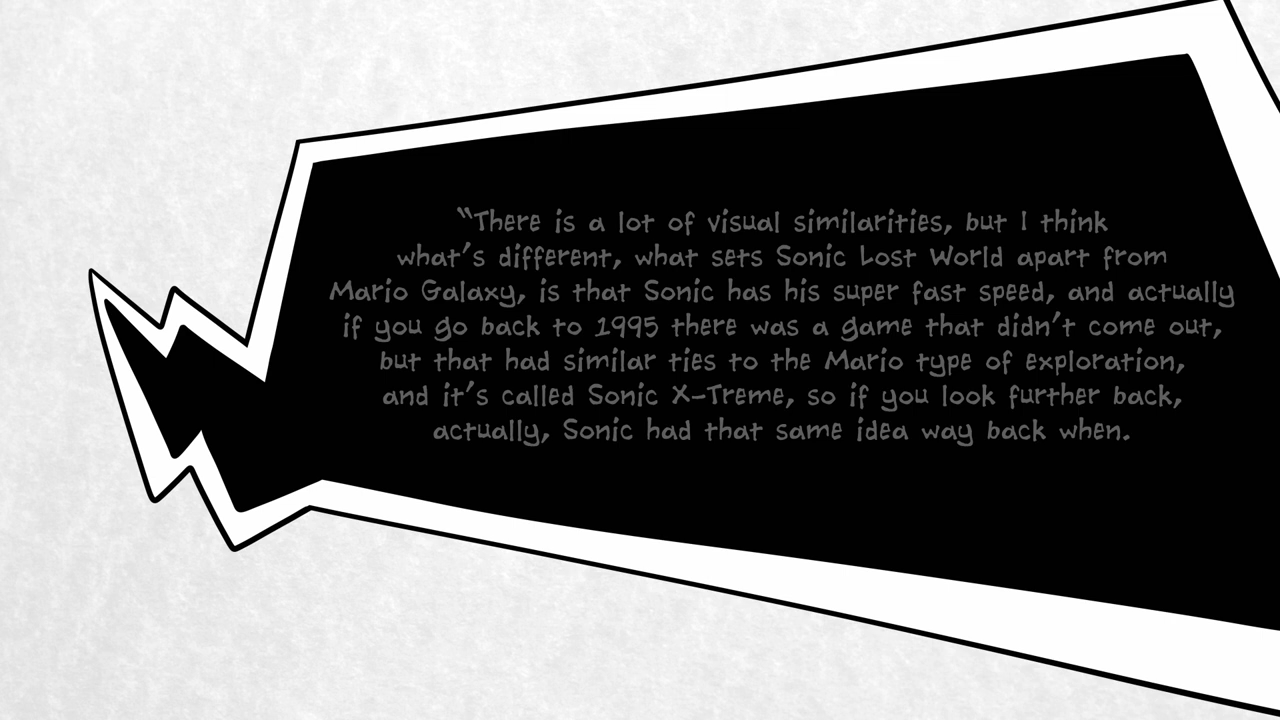 “There is a lot of visual similarities, but I think
what’s different, what sets Sonic Lost World apart from
Mario Galaxy, is that Sonic has his super fast speed, and actually
if you go back to 1995 there was a game that didn’t come out,
but that had similar ties to the Mario type of exploration,
and it’s called Sonic X-Treme, so if you look further back,
actually, Sonic had that same idea way back when.